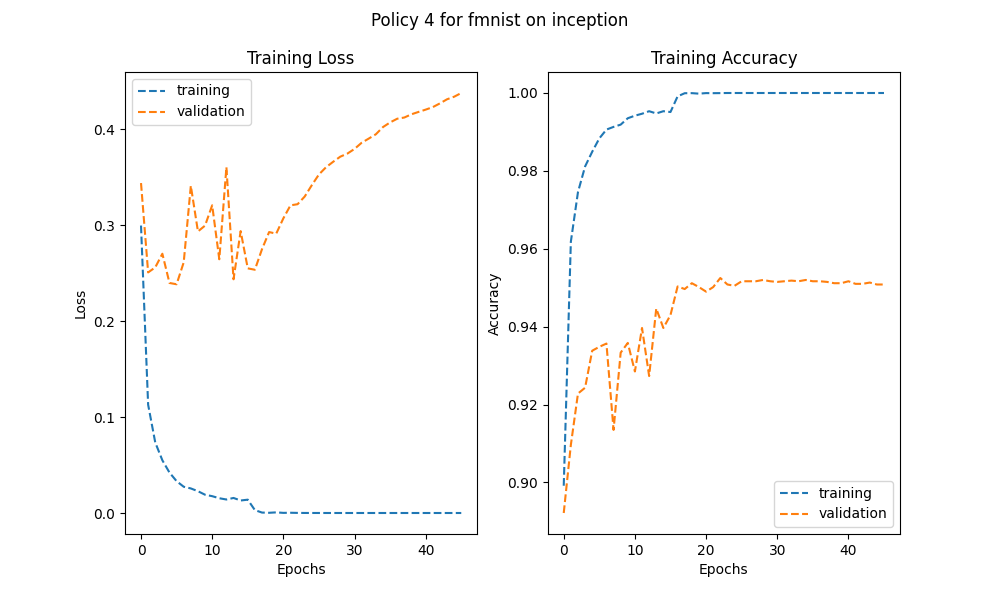 Policy 4 for fmnist on inception
Training Loss
training
validation
0.4
0.3
0.2
0.1
0.0
Loss
0 10 20 30 40
Epochs
Training Accuracy
1.00
0.98
0.96
0.94
0.92
0.90
Accuracy
training
validation
0 10 20 30 40
Epochs